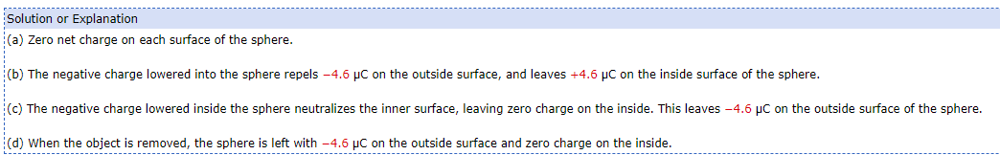 Solution or Explanation
(a) Zero net charge on each surface of the sphere.
(b) The negative charge lowered into the sphere repels −4.6 µC on the outside surface, and leaves +4.6 µC on the inside surface of the sphere.
(c) The negative charge lowered inside the sphere neutralizes the inner surface, leaving zero charge on the inside. This leaves −4.6 µC on the outside surface of the sphere.
(d) When the object is removed, the sphere is left with −4.6 µC on the outside surface and zero charge on the inside.